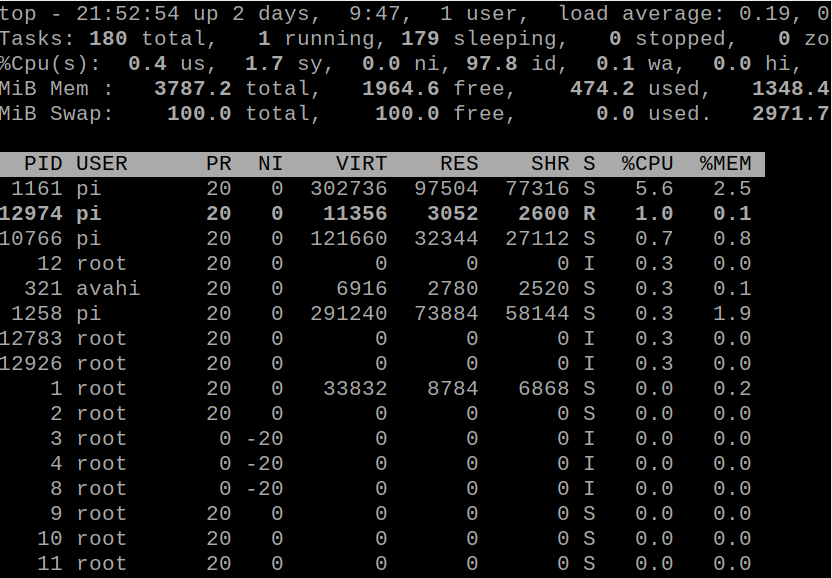 top - 21:52:54 up 2 days,  9:47,  1 user,  load average: 0.19, 0
Tasks: 180 total,   1 running, 179 sleeping,   0 stopped,   0 zo
%Cpu(s):  0.4 us,  1.7 sy,  0.0 ni, 97.8 id,  0.1 wa,  0.0 hi,
MiB Mem :   3787.2 total,   1964.6 free,    474.2 used,   1348.4
MiB Swap:    100.0 total,    100.0 free,      0.0 used.   2971.7
PID USER      PR  NI    VIRT    RES    SHR S  %CPU  %MEM
1161 pi        20   0  302736  97504  77316 S   5.6   2.5
12974 pi        20   0   11356   3052   2600 R   1.0   0.1
10766 pi        20   0  121660  32344  27112 S   0.7   0.8
12 root      20   0       0      0      0 I   0.3   0.0
321 avahi     20   0    6916   2780   2520 S   0.3   0.1
1258 pi        20   0  291240  73884  58144 S   0.3   1.9
12783 root      20   0       0      0      0 I   0.3   0.0
12926 root      20   0       0      0      0 I   0.3   0.0
1 root      20   0   33832   8784   6868 S   0.0   0.2
2 root      20   0       0      0      0 S   0.0   0.0
3 root       0 -20       0      0      0 I   0.0   0.0
4 root       0 -20       0      0      0 I   0.0   0.0
8 root       0 -20       0      0      0 I   0.0   0.0
9 root      20   0       0      0      0 S   0.0   0.0
10 root      20   0       0      0      0 S   0.0   0.0
11 root      20   0       0      0      0 S   0.0   0.0